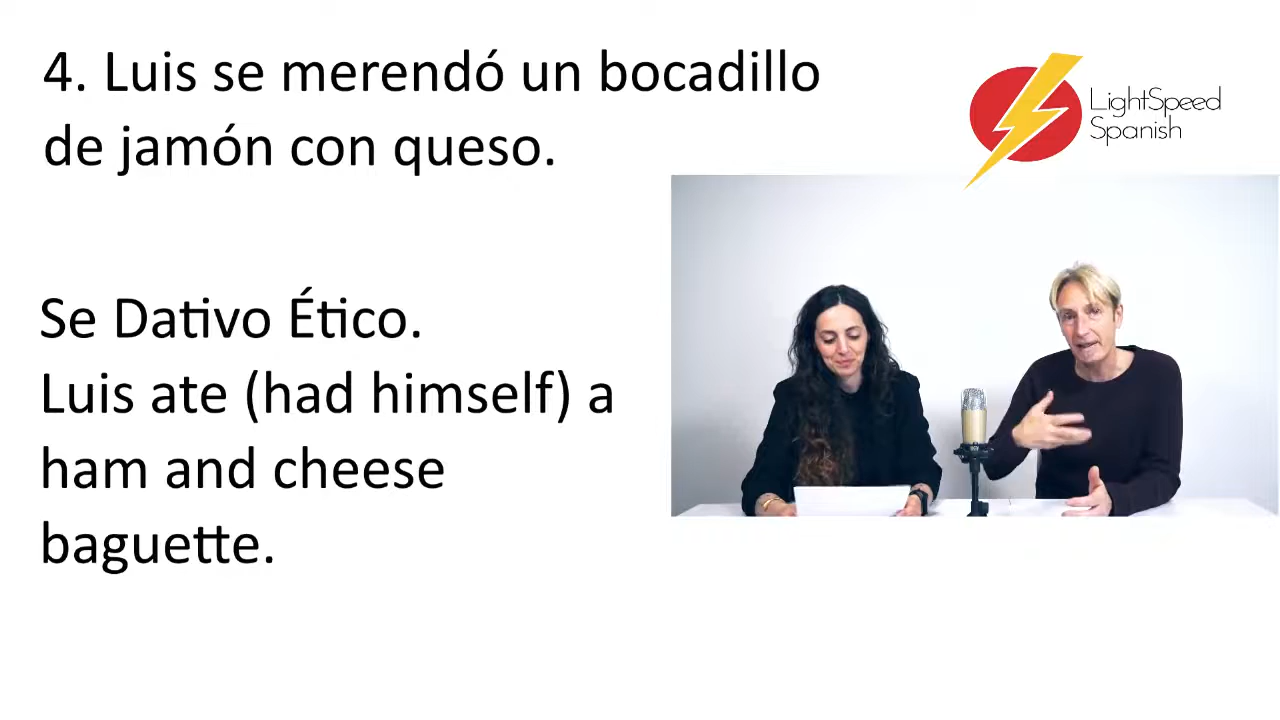 4. Luis se merendó un bocadillo
de jamón con queso.
LightSpeed
Spanish
Se Dativo Ético.
Luis ate (had himself) a
ham and cheese
baguette.